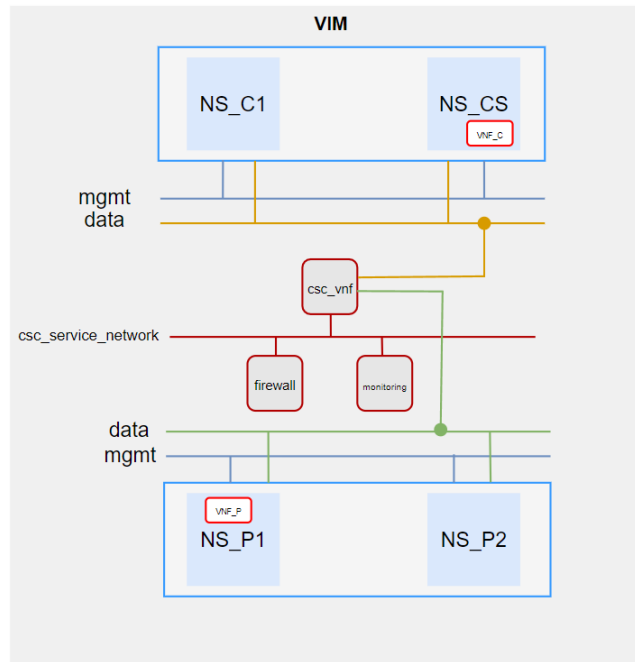 VIM
NS_C1
NS_CS
VNF_C
mgmt
data
csc_vnf
csc_service_network
firewall
monitoring
data
mgmt
VNF_P
NS_P1
NS_P2